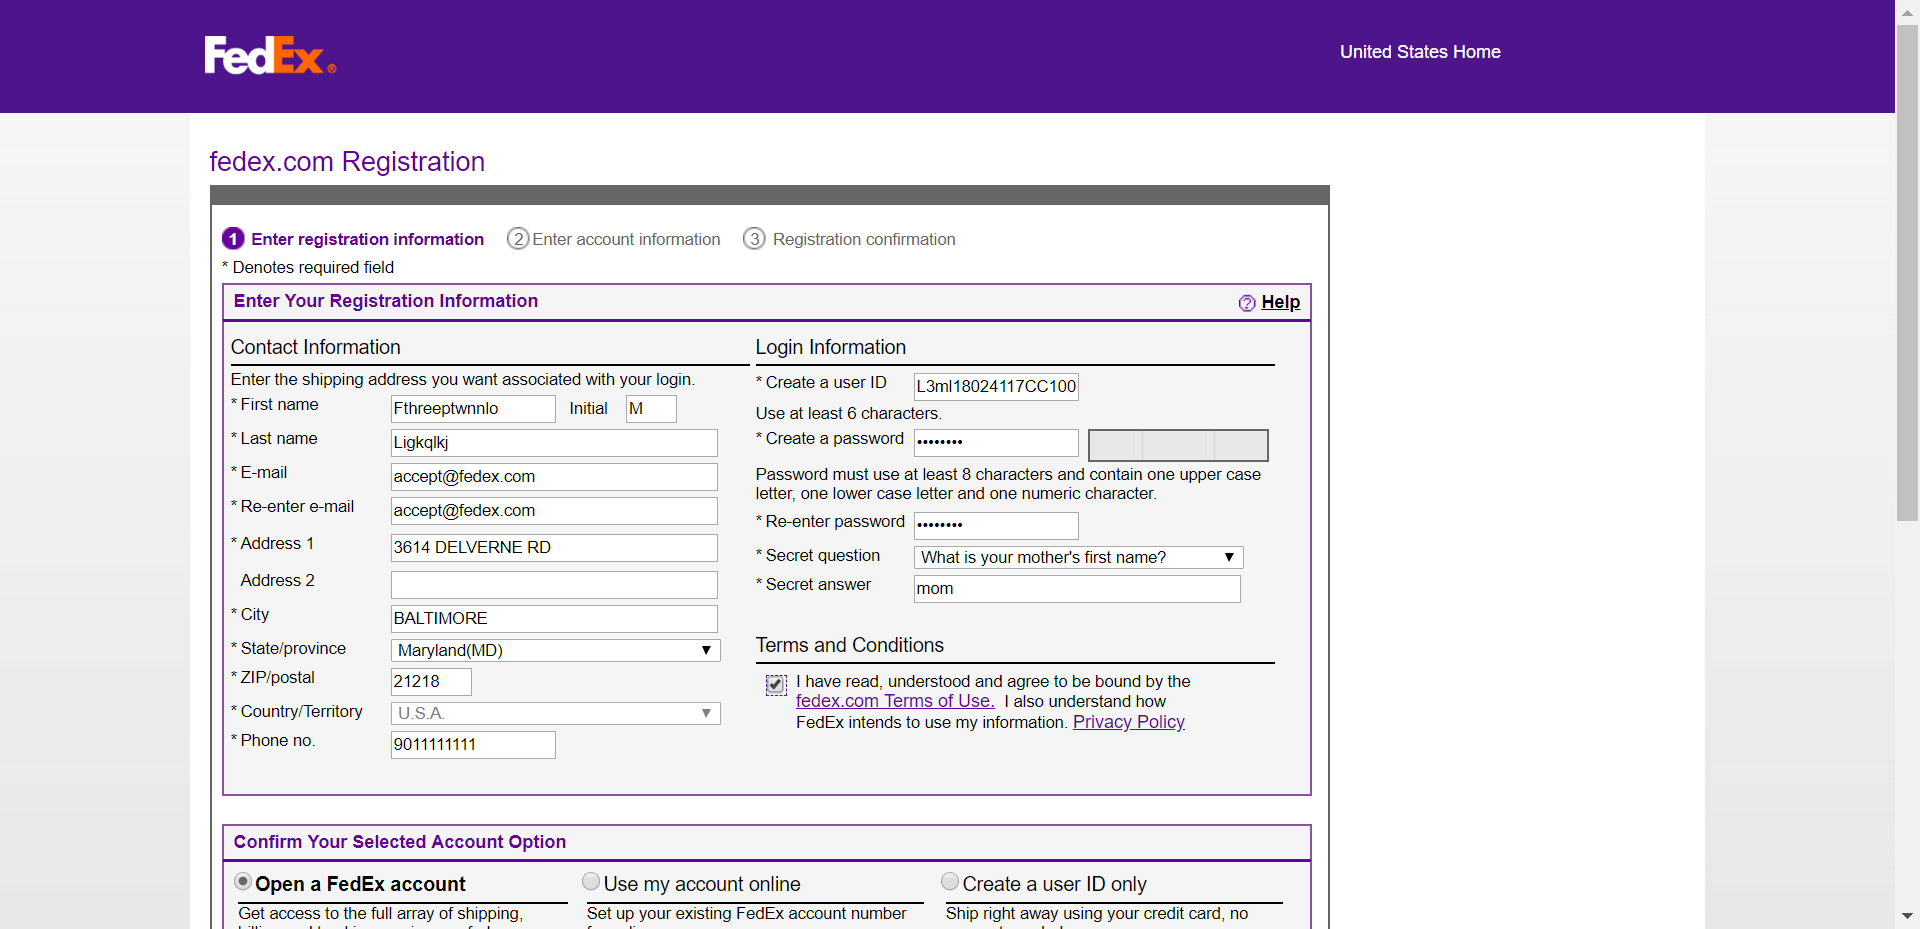 FedEx®
United States Home
fedex.com Registration
1 Enter registration information 2 Enter account information 3 Registration confirmation
* Denotes required field
Enter Your Registration Information
? Help
Contact Information
Enter the shipping address you want associated with your login.
* First name Fthreeptwnnlo Initial M
* Last name Ligkqlkj
* E-mail accept@fedex.com
* Re-enter e-mail accept@fedex.com
* Address 1 3614 DELVERNE RD
Address 2
* City BALTIMORE
* State/province Maryland(MD)
* ZIP/postal 21218
* Country/Territory U.S.A.
* Phone no. 9011111111
Login Information
* Create a user ID L3ml18024117CC100
Use at least 6 characters.
* Create a password ••••••••
Password must use at least 8 characters and contain one upper case
letter, one lower case letter and one numeric character.
* Re-enter password ••••••••
* Secret question What is your mother's first name?
* Secret answer mom
Terms and Conditions
I have read, understood and agree to be bound by the
fedex.com Terms of Use. I also understand how
FedEx intends to use my information. Privacy Policy
Confirm Your Selected Account Option
Open a FedEx account
Get access to the full array of shipping,
Use my account online
Set up your existing FedEx account number
Create a user ID only
Ship right away using your credit card, no